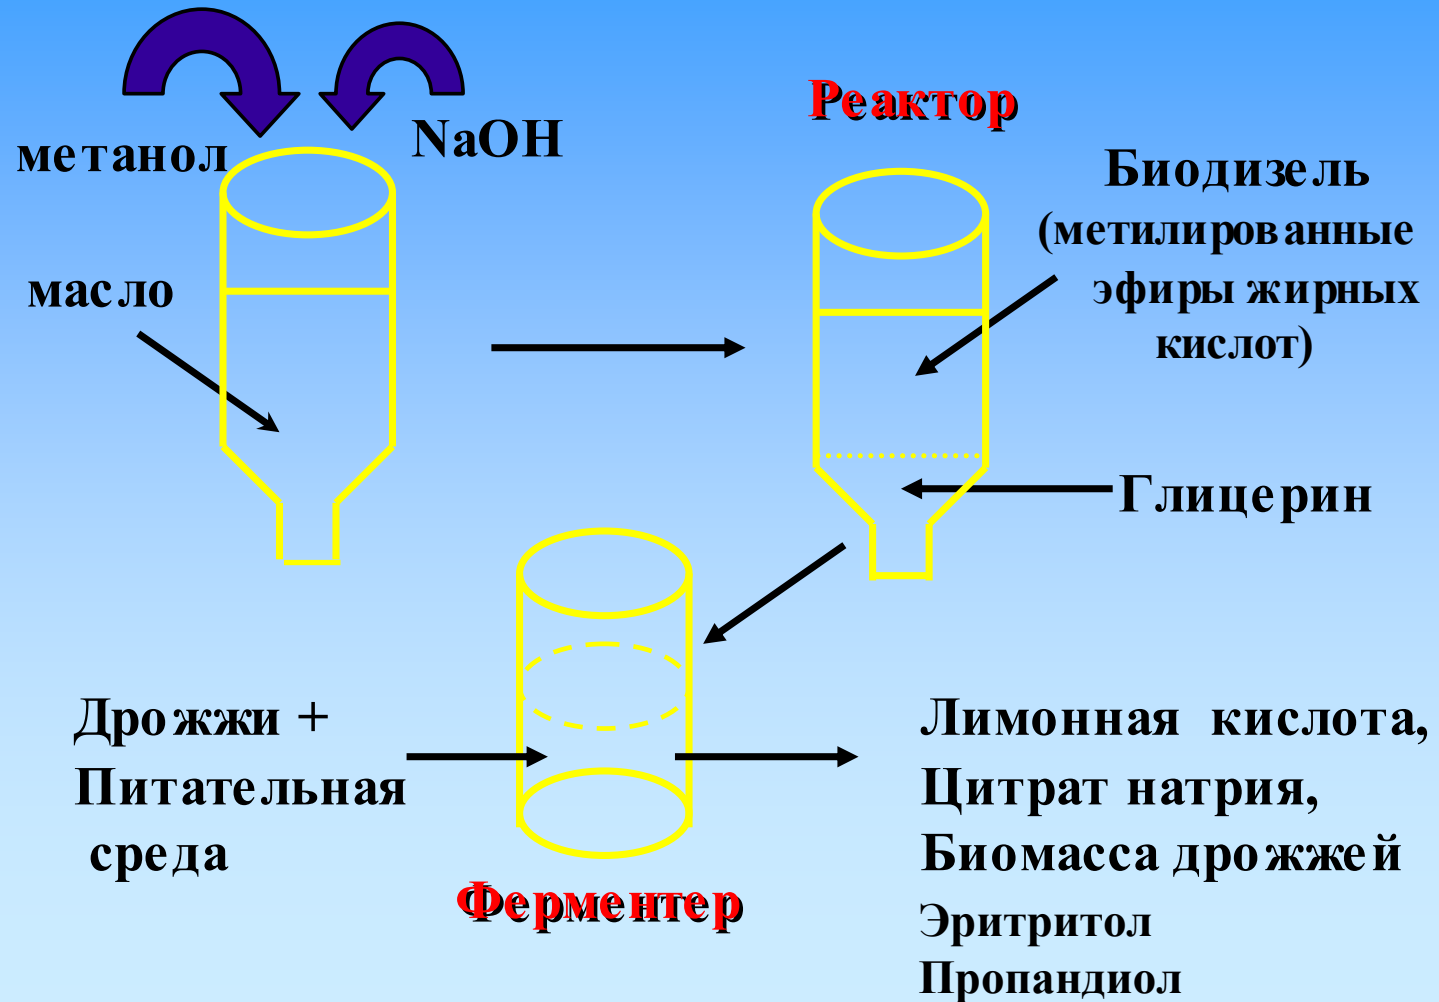 метанол
NaOH
масло
Реактор
Биодизель
(метилированные
эфиры жирных
кислот)
Глицерин
Дрожжи +
Питательная
среда
Ферментер
Лимонная кислота,
Цитрат натрия,
Биомасса дрожжей
Эритритол
Пропандиол